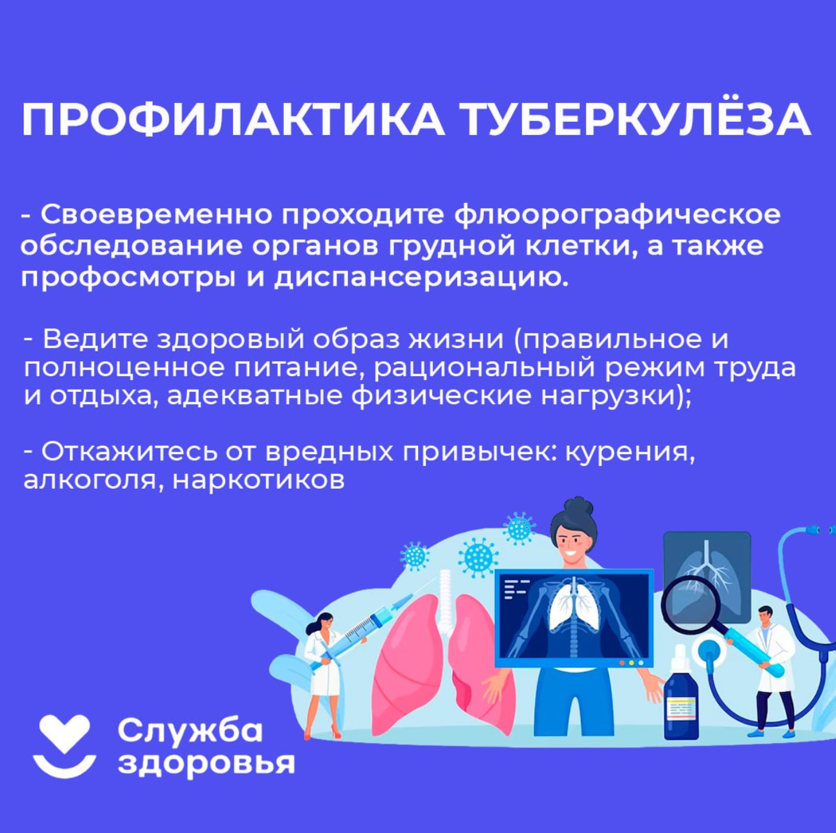 ПРОФИЛАКТИКА ТУБЕРКУЛЁЗА
- Своевременно проходите флюорографическое
обследование органов грудной клетки, а также
профосмотры и диспансеризацию.
- Ведите здоровый образ жизни (правильное и
полноценное питание, рациональный режим труда
и отдыха, адекватные физические нагрузки);
- Откажитесь от вредных привычек: курения,
алкоголя, наркотиков
Служба
здоровья